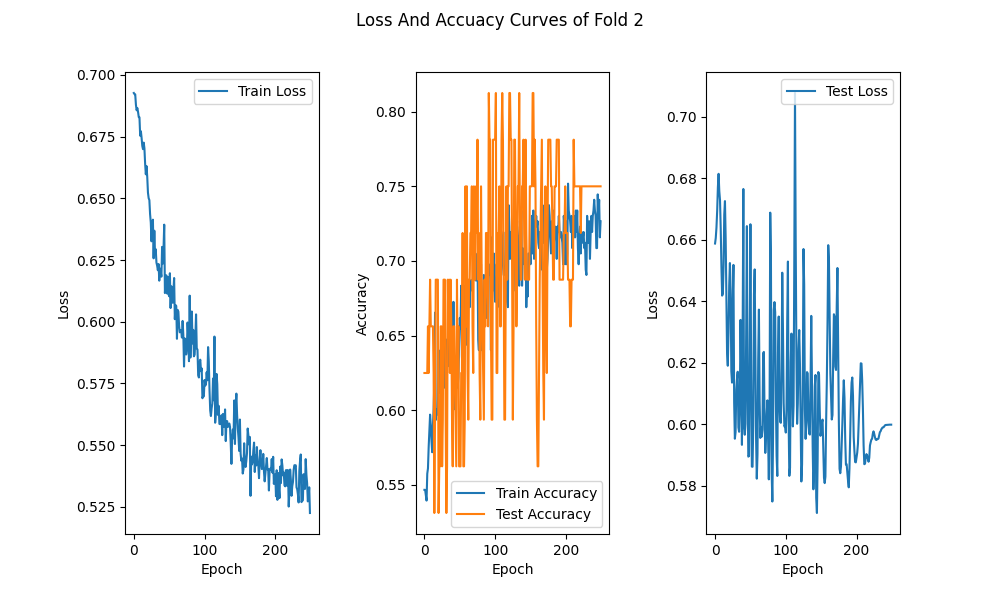 Loss And Accuacy Curves of Fold 2
Train Loss
0.700
0.675
0.650
0.625
0.600
0.575
0.550
0.525
Loss
0
100
200
Epoch
Train Accuracy
Test Accuracy
0.80
0.75
0.70
0.65
0.60
0.55
Accuracy
0
100
200
Epoch
Test Loss
0.70
0.68
0.66
0.64
0.62
0.60
0.58
Loss
0
100
200
Epoch